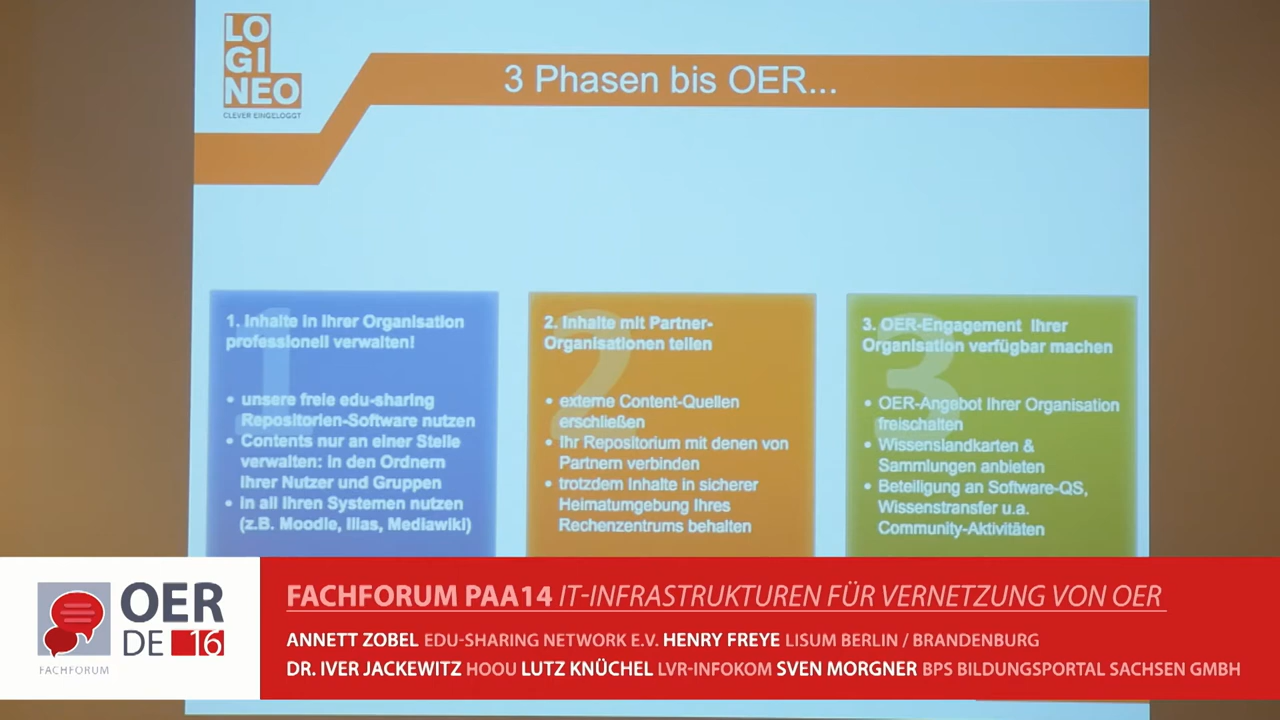 LO
GI
NEO
CLEVER EINGELOGGT
3 Phasen bis OER...
1
1. Inhalte in Ihrer Organisation
professionell verwalten!
• unsere freie edu-sharing
Repositorien-Software nutzen
• Contents nur an einer Stelle
verwalten: in den Ordnern
Ihrer Nutzer und Gruppen
• in all Ihren Systemen nutzen
(z.B. Moodle, Ilias, Mediawiki)
2
2. Inhalte mit Partner-
Organisationen teilen
• externe Content-Quellen
erschließen
• Ihr Repositorium mit denen von
Partnern verbinden
• trotzdem Inhalte in sicherer
Heimatumgebung Ihres
Rechenzentrums behalten
3
3. OER-Engagement Ihrer
Organisation verfügbar machen
• OER-Angebot Ihrer Organisation
freischalten
• Wissenslandkarten &
Sammlungen anbieten
• Beteiligung an Software-QS,
Wissenstransfer u.a.
Community-Aktivitäten
OER
DE 16
FACHFORUM
FACHFORUM PAA14 IT-INFRASTRUKTUREN FÜR VERNETZUNG VON OER
ANNETT ZOBEL EDU-SHARING NETWORK E.V. HENRY FREYE LISUM BERLIN / BRANDENBURG
DR. IVER JACKEWITZ HOOU LUTZ KNÜCHEL LVR-INFOKOM SVEN MORGNER BPS BILDUNGSPORTAL SACHSEN GMBH